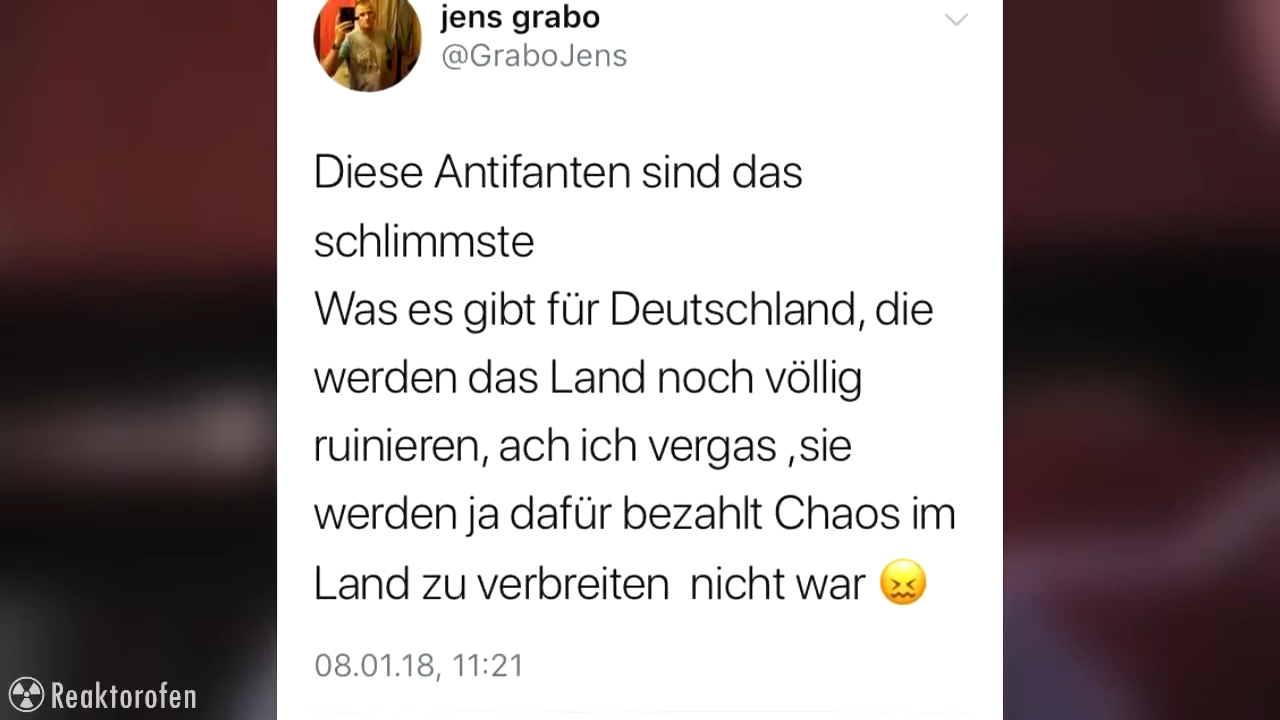 jens grabo
@GraboJens
Diese Antifanten sind das
schlimmste
Was es gibt für Deutschland, die
werden das Land noch völlig
ruinieren, ach ich vergas ,sie
werden ja dafür bezahlt Chaos im
Land zu verbreiten  nicht war 😖
08.01.18, 11:21
Reaktorofen